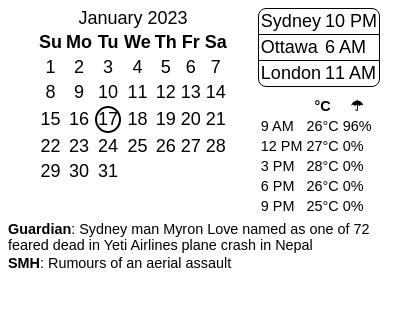 January 2023
Su Mo Tu We Th Fr Sa
1 2 3 4 5 6 7
8 9 10 11 12 13 14
15 16 17 18 19 20 21
22 23 24 25 26 27 28
29 30 31
Sydney 10 PM
Ottawa 6 AM
London 11 AM
°C ☂
9 AM 26°C 96%
12 PM 27°C 0%
3 PM 28°C 0%
6 PM 26°C 0%
9 PM 25°C 0%
Guardian: Sydney man Myron Love named as one of 72
feared dead in Yeti Airlines plane crash in Nepal
SMH: Rumours of an aerial assault